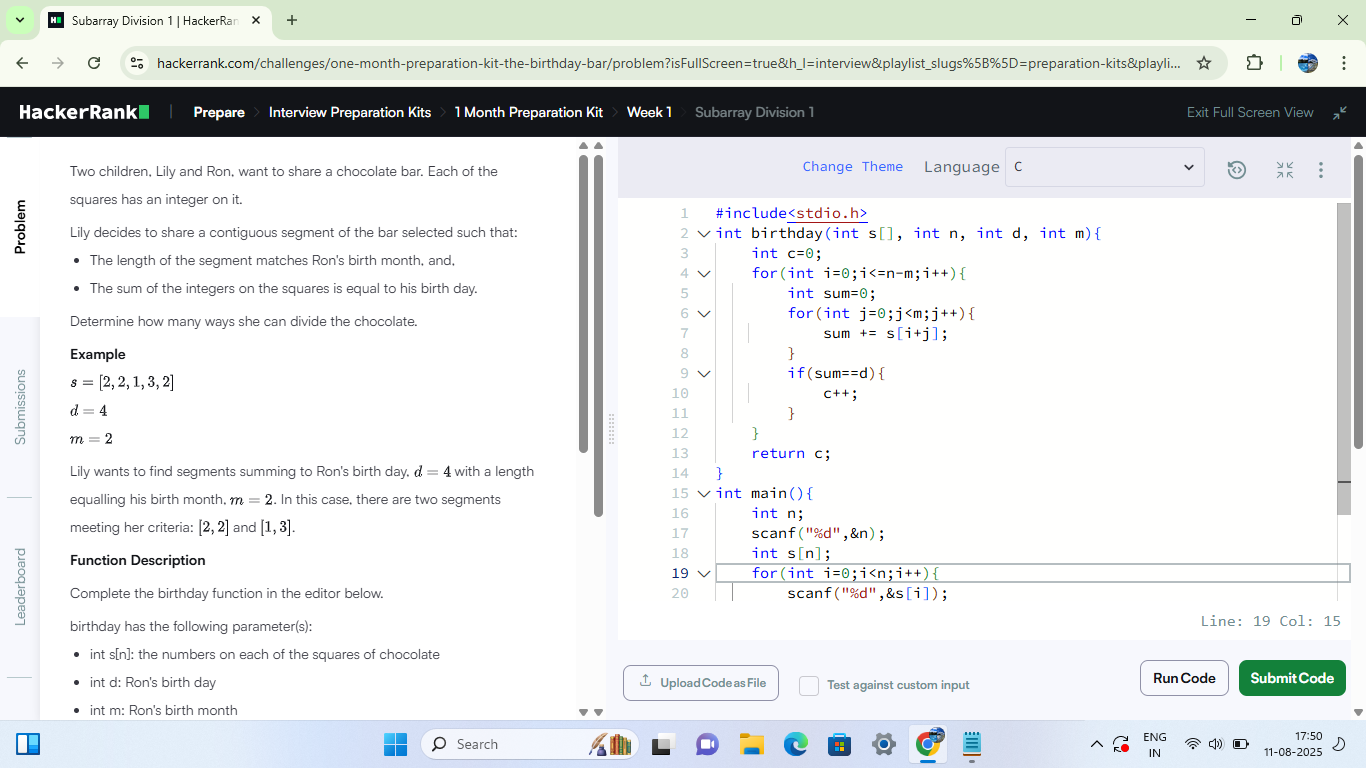 Subarray Division 1 | HackerRan
hackerrank.com/challenges/one-month-preparation-kit-the-birthday-bar/problem?isFullScreen=true&h_l=interview&playlist_slugs%5B%5D=preparation-kits&playli...
HackerRank
Prepare
Interview Preparation Kits
1 Month Preparation Kit
Week 1
Subarray Division 1
Exit Full Screen View
Problem
Submissions
Leaderboard
Two children, Lily and Ron, want to share a chocolate bar. Each of the
squares has an integer on it.
Lily decides to share a contiguous segment of the bar selected such that:
• The length of the segment matches Ron's birth month, and,
• The sum of the integers on the squares is equal to his birth day.
Determine how many ways she can divide the chocolate.
Example
s = [2, 2, 1, 3, 2]
d = 4
m = 2
Lily wants to find segments summing to Ron's birth day, d = 4 with a length
equalling his birth month, m = 2. In this case, there are two segments
meeting her criteria: [2, 2] and [1, 3].
Function Description
Complete the birthday function in the editor below.
birthday has the following parameter(s):
• int s[n]: the numbers on each of the squares of chocolate
• int d: Ron's birth day
• int m: Ron's birth month
Change Theme
Language
C
1 #include<stdio.h>
2 int birthday(int s[], int n, int d, int m){
3 int c=0;
4 for(int i=0;i<=n-m;i++){
5 int sum=0;
6 for(int j=0;j<m;j++){
7 sum += s[i+j];
8 }
9 if(sum==d){
10 c++;
11 }
12 }
13 return c;
14 }
15 int main(){
16 int n;
17 scanf("%d",&n);
18 int s[n];
19 for(int i=0;i<n;i++){
20 scanf("%d",&s[i]);
Line: 19 Col: 15
Upload Code as File
Test against custom input
Run Code
Submit Code
Search
ENG
IN
17:50
11-08-2025